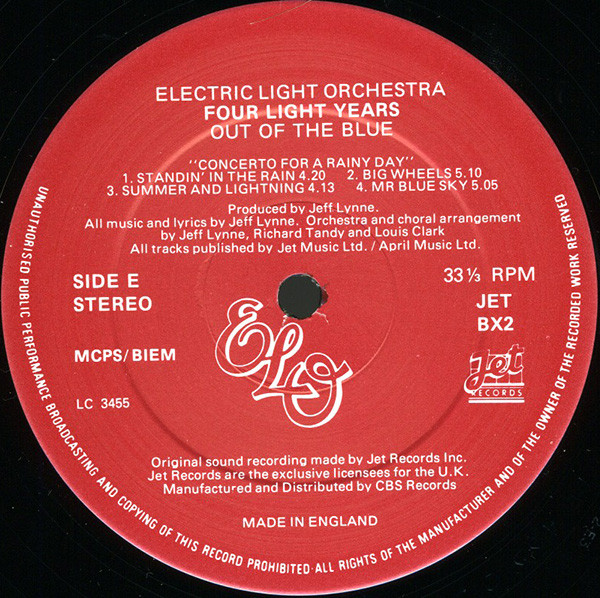 ELECTRIC LIGHT ORCHESTRA
FOUR LIGHT YEARS
OUT OF THE BLUE
"CONCERTO FOR A RAINY DAY"
1. STANDIN' IN THE RAIN 4.20   2. BIG WHEELS 5.10
3. SUMMER AND LIGHTNING 4.13   4. MR BLUE SKY 5.05
Produced by Jeff Lynne.
All music and lyrics by Jeff Lynne. Orchestra and choral arrangement
by Jeff Lynne, Richard Tandy and Louis Clark
All tracks published by Jet Music Ltd. / April Music Ltd.
SIDE E
STEREO
33 ⅓ RPM
JET
BX2
MCPS/BIEM
ELO
Jet
RECORDS
LC 3455
Original sound recording made by Jet Records Inc.
Jet Records are the exclusive licensees for the U.K.
Manufactured and Distributed by CBS Records
MADE IN ENGLAND
UNAUTHORISED PUBLIC PERFORMANCE BROADCASTING AND COPYING OF THIS RECORD PROHIBITED·ALL RIGHTS OF THE MANUFACTURER AND OF THE OWNER OF THE RECORDED WORK RESERVED